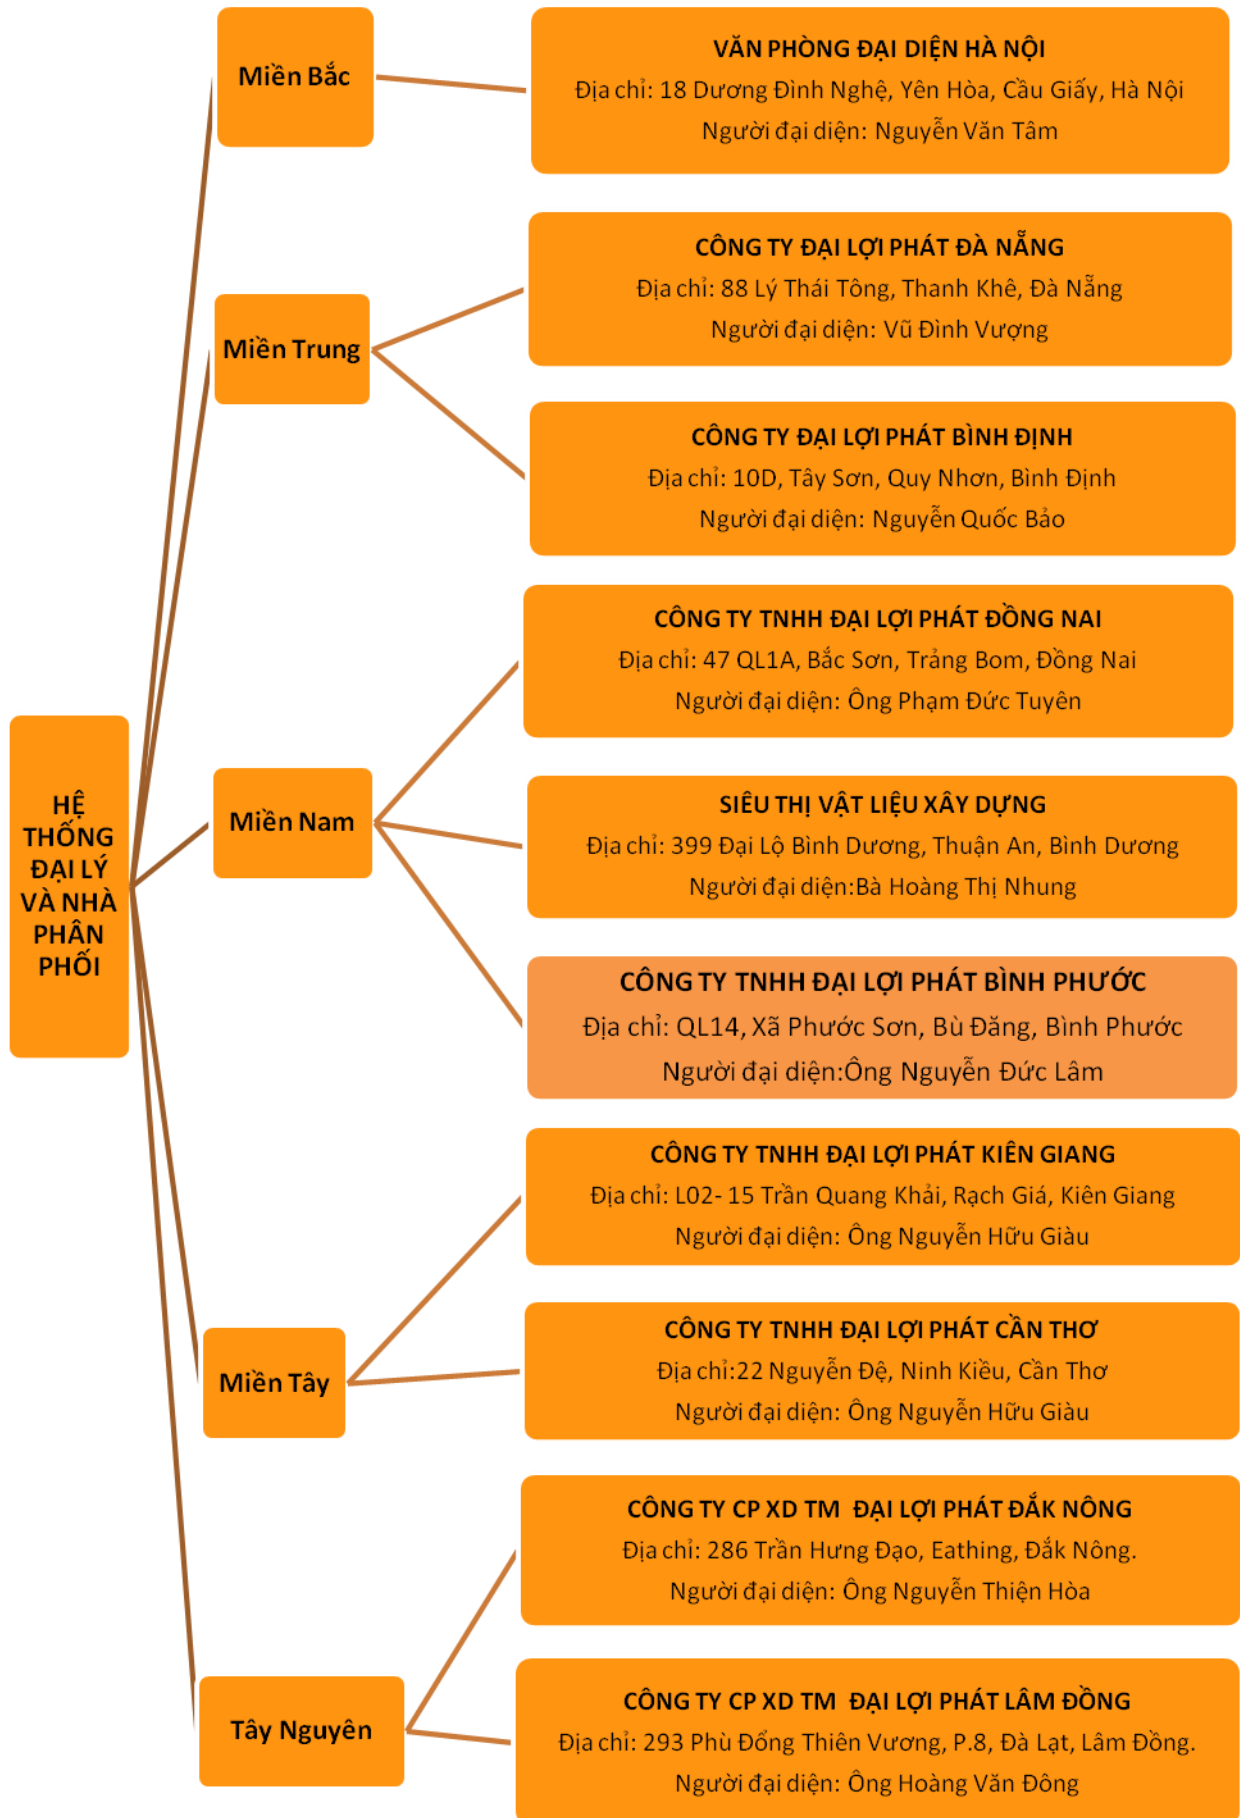 HỆ
THỐNG
ĐẠI LÝ
VÀ NHÀ
PHÂN
PHỐI
Miền Bắc
VĂN PHÒNG ĐẠI DIỆN HÀ NỘI
Địa chỉ: 18 Dương Đình Nghệ, Yên Hòa, Cầu Giấy, Hà Nội
Người đại diện: Nguyễn Văn Tâm
Miền Trung
CÔNG TY ĐẠI LỢI PHÁT ĐÀ NẴNG
Địa chỉ: 88 Lý Thái Tông, Thanh Khê, Đà Nẵng
Người đại diện: Vũ Đình Vượng
CÔNG TY ĐẠI LỢI PHÁT BÌNH ĐỊNH
Địa chỉ: 10D, Tây Sơn, Quy Nhơn, Bình Định
Người đại diện: Nguyễn Quốc Bảo
Miền Nam
CÔNG TY TNHH ĐẠI LỢI PHÁT ĐỒNG NAI
Địa chỉ: 47 QL1A, Bắc Sơn, Trảng Bom, Đồng Nai
Người đại diện: Ông Phạm Đức Tuyên
SIÊU THỊ VẬT LIỆU XÂY DỰNG
Địa chỉ: 399 Đại Lộ Bình Dương, Thuận An, Bình Dương
Người đại diện:Bà Hoàng Thị Nhung
CÔNG TY TNHH ĐẠI LỢI PHÁT BÌNH PHƯỚC
Địa chỉ: QL14, Xã Phước Sơn, Bù Đăng, Bình Phước
Người đại diện:Ông Nguyễn Đức Lâm
Miền Tây
CÔNG TY TNHH ĐẠI LỢI PHÁT KIÊN GIANG
Địa chỉ: L02- 15 Trần Quang Khải, Rạch Giá, Kiên Giang
Người đại diện: Ông Nguyễn Hữu Giàu
CÔNG TY TNHH ĐẠI LỢI PHÁT CẦN THƠ
Địa chỉ:22 Nguyễn Đệ, Ninh Kiều, Cần Thơ
Người đại diện: Ông Nguyễn Hữu Giàu
Tây Nguyên
CÔNG TY CP XD TM ĐẠI LỢI PHÁT ĐẮK NÔNG
Địa chỉ: 286 Trần Hưng Đạo, Eathing, Đắk Nông.
Người đại diện: Ông Nguyễn Thiện Hòa
CÔNG TY CP XD TM ĐẠI LỢI PHÁT LÂM ĐỒNG
Địa chỉ: 293 Phù Đổng Thiên Vương, P.8, Đà Lạt, Lâm Đồng.
Người đại diện: Ông Hoàng Văn Đông